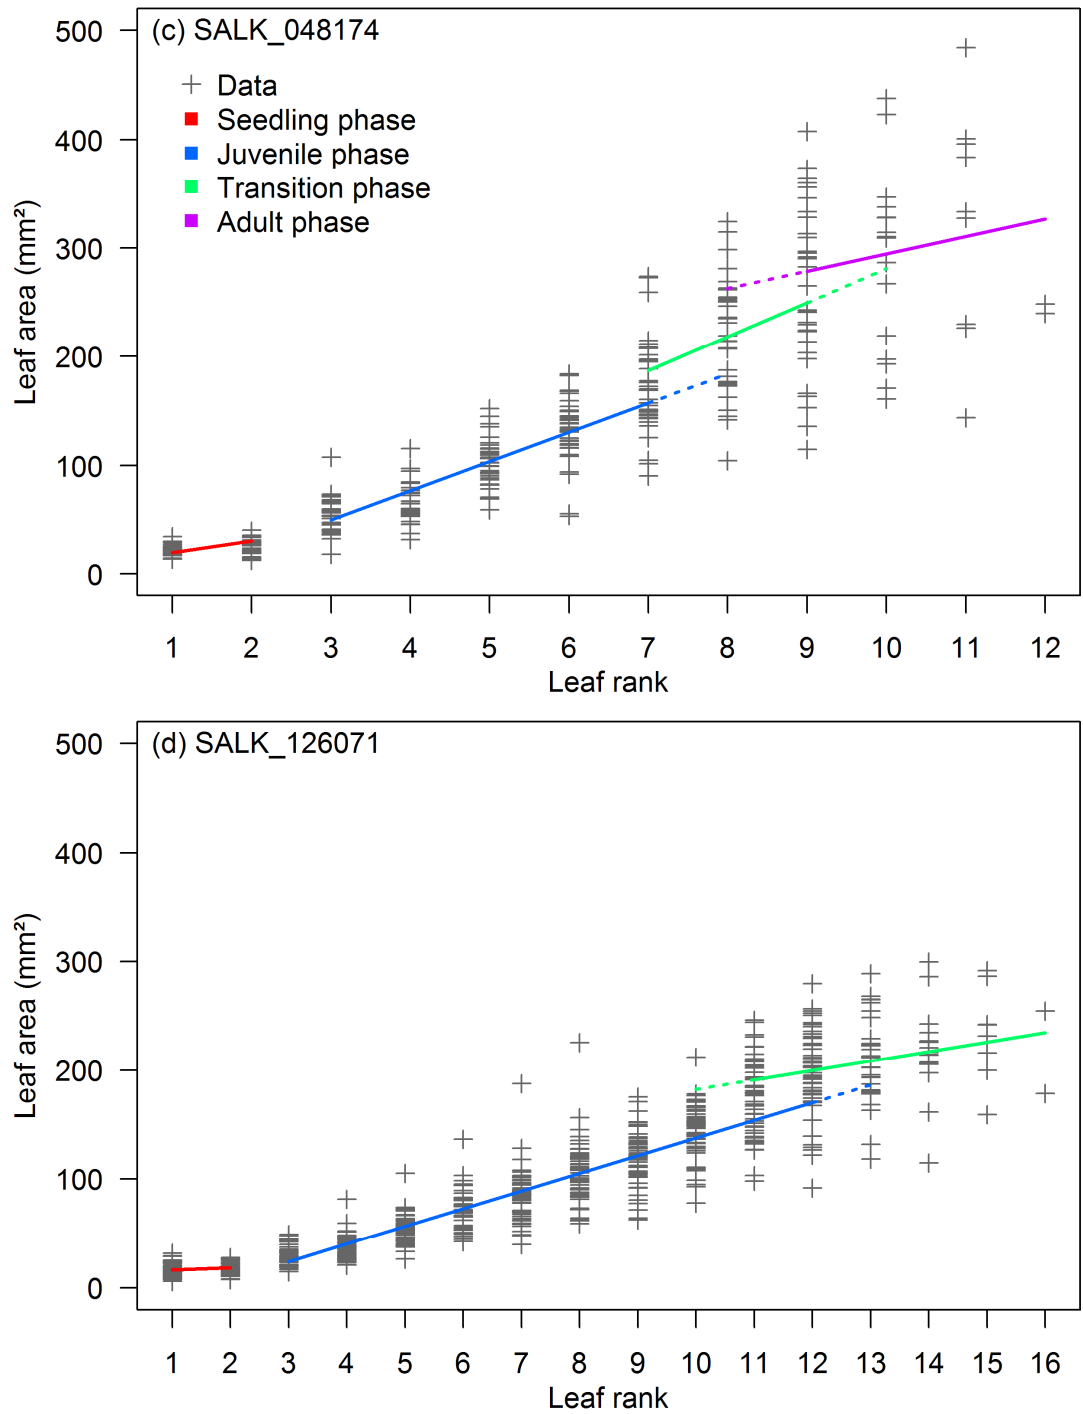 (c) SALK_048174
Data
Seedling phase
Juvenile phase
Transition phase
Adult phase
Leaf area (mm²)
500
400
300
200
100
0
1 2 3 4 5 6 7 8 9 10 11 12
Leaf rank
(d) SALK_126071
Leaf area (mm²)
500
400
300
200
100
0
1 2 3 4 5 6 7 8 9 10 11 12 13 14 15 16
Leaf rank